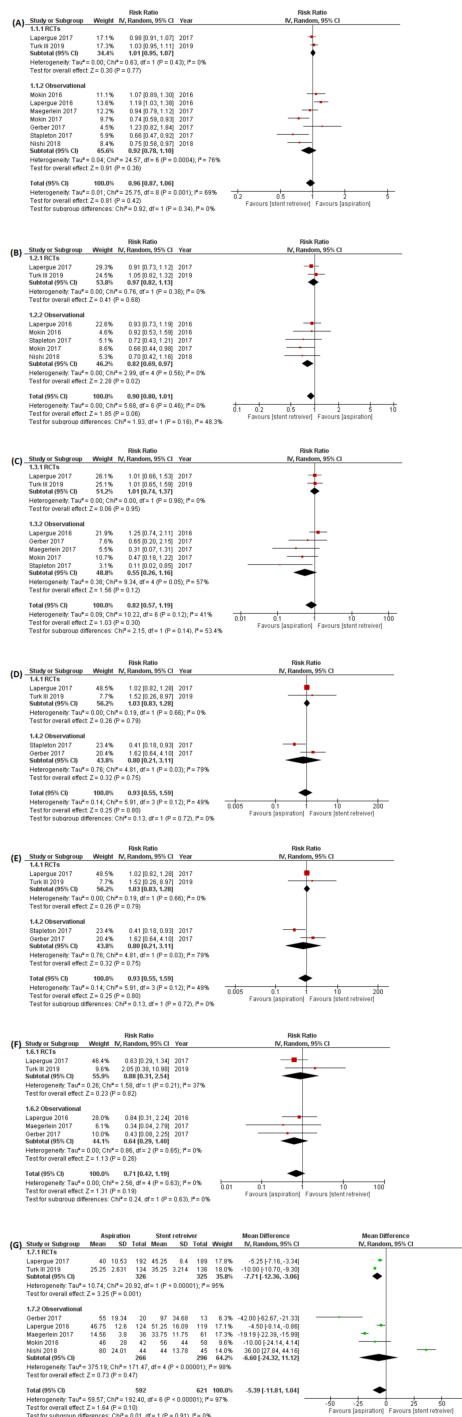 (A)
Risk Ratio Risk Ratio
Study or Subgroup Weight IV, Random, 95% CI Year IV, Random, 95% CI
1.1.1 RCTs
Lapergue 2017 17.1% 0.98 [0.91, 1.07] 2017
Turk III 2019 17.2% 1.03 [0.95, 1.11] 2019
Subtotal (95% CI) 34.4% 1.01 [0.95, 1.07]
Heterogeneity: Tau² = 0.00; Chi² = 0.63, df = 1 (P = 0.43); I² = 0%
Test for overall effect: Z = 0.30 (P = 0.77)
1.1.2 Observational
Mokin 2016 11.1% 1.07 [0.89, 1.30] 2016
Lapergue 2016 13.6% 1.19 [1.03, 1.38] 2016
Maegerlein 2017 12.2% 0.94 [0.79, 1.12] 2017
Mokin 2017 9.7% 0.74 [0.59, 0.93] 2017
Gerber 2017 4.5% 1.23 [0.82, 1.84] 2017
Stapleton 2017 5.9% 0.66 [0.47, 0.92] 2017
Nishi 2018 8.4% 0.75 [0.58, 0.97] 2018
Subtotal (95% CI) 65.6% 0.92 [0.78, 1.10]
Heterogeneity: Tau² = 0.04; Chi² = 24.57, df = 6 (P = 0.0004); I² = 76%
Test for overall effect: Z = 0.91 (P = 0.36)
Total (95% CI) 100.0% 0.96 [0.87, 1.06]
Heterogeneity: Tau² = 0.01; Chi² = 25.75, df = 8 (P = 0.001); I² = 69%
Test for overall effect: Z = 0.81 (P = 0.42)
Test for subgroup differences: Chi² = 0.92, df = 1 (P = 0.34), I² = 0%
0.2 0.5 1 2 5
Favours [stent retreiver] Favours [aspiration]
(B)
Risk Ratio Risk Ratio
Study or Subgroup Weight IV, Random, 95% CI Year IV, Random, 95% CI
1.2.1 RCTs
Lapergue 2017 29.3% 0.91 [0.73, 1.12] 2017
Turk III 2019 24.5% 1.05 [0.82, 1.32] 2019
Subtotal (95% CI) 53.8% 0.97 [0.82, 1.13]
Heterogeneity: Tau² = 0.00; Chi² = 0.76, df = 1 (P = 0.38); I² = 0%
Test for overall effect: Z = 0.41 (P = 0.68)
1.2.2 Observational
Lapergue 2016 22.6% 0.93 [0.73, 1.19] 2016
Mokin 2016 4.6% 0.92 [0.53, 1.59] 2016
Stapleton 2017 5.1% 0.72 [0.43, 1.21] 2017
Mokin 2017 8.6% 0.66 [0.44, 0.98] 2017
Nishi 2018 5.3% 0.70 [0.42, 1.16] 2018
Subtotal (95% CI) 46.2% 0.82 [0.69, 0.97]
Heterogeneity: Tau² = 0.00; Chi² = 2.99, df = 4 (P = 0.56); I² = 0%
Test for overall effect: Z = 2.28 (P = 0.02)
Total (95% CI) 100.0% 0.90 [0.80, 1.01]
Heterogeneity: Tau² = 0.00; Chi² = 5.68, df = 6 (P = 0.46); I² = 0%
Test for overall effect: Z = 1.85 (P = 0.06)
Test for subgroup differences: Chi² = 1.93, df = 1 (P = 0.16), I² = 48.3%
0.1 0.2 0.5 1 2 5 10
Favours [stent retreiver] Favours [aspiration]
(C)
Risk Ratio Risk Ratio
Study or Subgroup Weight IV, Random, 95% CI Year IV, Random, 95% CI
1.3.1 RCTs
Lapergue 2017 26.1% 1.01 [0.66, 1.53] 2017
Turk III 2019 25.1% 1.01 [0.65, 1.59] 2019
Subtotal (95% CI) 51.2% 1.01 [0.74, 1.37]
Heterogeneity: Tau² = 0.00; Chi² = 0.00, df = 1 (P = 0.98); I² = 0%
Test for overall effect: Z = 0.06 (P = 0.95)
1.3.2 Observational
Lapergue 2016 21.9% 1.25 [0.74, 2.11] 2016
Gerber 2017 7.6% 0.65 [0.20, 2.15] 2017
Maegerlein 2017 5.5% 0.31 [0.07, 1.31] 2017
Mokin 2017 10.7% 0.47 [0.18, 1.22] 2017
Stapleton 2017 3.1% 0.11 [0.02, 0.85] 2017
Subtotal (95% CI) 48.8% 0.55 [0.26, 1.16]
Heterogeneity: Tau² = 0.38; Chi² = 9.34, df = 4 (P = 0.05); I² = 57%
Test for overall effect: Z = 1.56 (P = 0.12)
Total (95% CI) 100.0% 0.82 [0.57, 1.19]
Heterogeneity: Tau² = 0.09; Chi² = 10.22, df = 6 (P = 0.12); I² = 41%
Test for overall effect: Z = 1.03 (P = 0.30)
Test for subgroup differences: Chi² = 2.15, df = 1 (P = 0.14), I² = 53.4%
0.01 0.1 1 10 100
Favours [aspiration] Favours [stent retreiver]
(D)
Risk Ratio Risk Ratio
Study or Subgroup Weight IV, Random, 95% CI Year IV, Random, 95% CI
1.4.1 RCTs
Lapergue 2017 48.5% 1.02 [0.82, 1.28] 2017
Turk III 2019 7.7% 1.52 [0.26, 8.97] 2019
Subtotal (95% CI) 56.2% 1.03 [0.83, 1.28]
Heterogeneity: Tau² = 0.00; Chi² = 0.19, df = 1 (P = 0.66); I² = 0%
Test for overall effect: Z = 0.26 (P = 0.79)
1.4.2 Observational
Stapleton 2017 23.4% 0.41 [0.18, 0.93] 2017
Gerber 2017 20.4% 1.62 [0.64, 4.10] 2017
Subtotal (95% CI) 43.8% 0.80 [0.21, 3.11]
Heterogeneity: Tau² = 0.76; Chi² = 4.81, df = 1 (P = 0.03); I² = 79%
Test for overall effect: Z = 0.32 (P = 0.75)
Total (95% CI) 100.0% 0.93 [0.55, 1.59]
Heterogeneity: Tau² = 0.14; Chi² = 5.91, df = 3 (P = 0.12); I² = 49%
Test for overall effect: Z = 0.25 (P = 0.80)
Test for subgroup differences: Chi² = 0.13, df = 1 (P = 0.72), I² = 0%
0.005 0.1 1 10 200
Favours [aspiration] Favours [stent retreiver]
(E)
Risk Ratio Risk Ratio
Study or Subgroup Weight IV, Random, 95% CI Year IV, Random, 95% CI
1.4.1 RCTs
Lapergue 2017 48.5% 1.02 [0.82, 1.28] 2017
Turk III 2019 7.7% 1.52 [0.26, 8.97] 2019
Subtotal (95% CI) 56.2% 1.03 [0.83, 1.28]
Heterogeneity: Tau² = 0.00; Chi² = 0.19, df = 1 (P = 0.66); I² = 0%
Test for overall effect: Z = 0.26 (P = 0.79)
1.4.2 Observational
Stapleton 2017 23.4% 0.41 [0.18, 0.93] 2017
Gerber 2017 20.4% 1.62 [0.64, 4.10] 2017
Subtotal (95% CI) 43.8% 0.80 [0.21, 3.11]
Heterogeneity: Tau² = 0.76; Chi² = 4.81, df = 1 (P = 0.03); I² = 79%
Test for overall effect: Z = 0.32 (P = 0.75)
Total (95% CI) 100.0% 0.93 [0.55, 1.59]
Heterogeneity: Tau² = 0.14; Chi² = 5.91, df = 3 (P = 0.12); I² = 49%
Test for overall effect: Z = 0.25 (P = 0.80)
Test for subgroup differences: Chi² = 0.13, df = 1 (P = 0.72), I² = 0%
0.005 0.1 1 10 200
Favours [aspiration] Favours [stent retreiver]
(F)
Risk Ratio Risk Ratio
Study or Subgroup Weight IV, Random, 95% CI Year IV, Random, 95% CI
1.6.1 RCTs
Lapergue 2017 46.4% 0.63 [0.29, 1.34] 2017
Turk III 2019 9.6% 2.05 [0.38, 10.98] 2019
Subtotal (95% CI) 55.9% 0.88 [0.31, 2.54]
Heterogeneity: Tau² = 0.26; Chi² = 1.58, df = 1 (P = 0.21); I² = 37%
Test for overall effect: Z = 0.23 (P = 0.82)
1.6.2 Observational
Lapergue 2016 28.0% 0.84 [0.31, 2.24] 2016
Maegerlein 2017 6.1% 0.34 [0.04, 2.79] 2017
Gerber 2017 10.0% 0.43 [0.08, 2.25] 2017
Subtotal (95% CI) 44.1% 0.64 [0.29, 1.40]
Heterogeneity: Tau² = 0.00; Chi² = 0.86, df = 2 (P = 0.65); I² = 0%
Test for overall effect: Z = 1.13 (P = 0.26)
Total (95% CI) 100.0% 0.71 [0.42, 1.19]
Heterogeneity: Tau² = 0.00; Chi² = 2.56, df = 4 (P = 0.63); I² = 0%
Test for overall effect: Z = 1.31 (P = 0.19)
Test for subgroup differences: Chi² = 0.24, df = 1 (P = 0.63), I² = 0%
0.01 0.1 1 10 100
Favours [aspiration] Favours [stent retreiver]
(G)
Aspiration Stent retreiver Mean Difference Mean Difference
Study or Subgroup Mean SD Total Mean SD Total Weight IV, Random, 95% CI IV, Random, 95% CI
1.7.1 RCTs
Lapergue 2017 40 10.53 192 45.25 8.4 189 17.8% -5.25 [-7.16, -3.34]
Turk III 2019 25.25 2.631 134 35.25 3.214 136 18.0% -10.00 [-10.70, -9.30]
Subtotal (95% CI) 326 325 35.8% -7.71 [-12.36, -3.06]
Heterogeneity: Tau² = 10.74; Chi² = 20.92, df = 1 (P < 0.00001); I² = 95%
Test for overall effect: Z = 3.25 (P = 0.001)
1.7.2 Observational
Gerber 2017 55 19.34 20 97 34.68 13 -42.00 [-62.67, -21.33]
Lapergue 2016 46.75 12.6 124 51.25 16.09 119 -4.50 [-8.14, -0.86]
Maegerlein 2017 14.56 3.8 36 33.75 11.75 61 -19.19 [-22.39, -15.99]
Mokin 2016 46 28 42 56 44 58 -10.00 [-24.14, 4.14]
Nishi 2018 80 24.01 44 44 13.78 45 36.00 [27.84, 44.16]
Subtotal (95% CI) 266 296 -6.60 [-24.32, 11.12]
Heterogeneity: Tau² = 375.19; Chi² = 171.47, df = 4 (P < 0.00001); I² = 98%
Test for overall effect: Z = 0.73 (P = 0.47)
Total (95% CI) 592 621 -5.39 [-11.81, 1.04]
Heterogeneity: Tau² = 59.57; Chi² = 192.40, df = 6 (P < 0.00001); I² = 97%
Test for overall effect: Z = 1.64 (P = 0.10)
Test for subgroup differences: Chi² = 0.01, df = 1 (P = 0.91), I² = 0%
-50 -25 0 25 50
Favours [aspiration] Favours [stent retreiver]